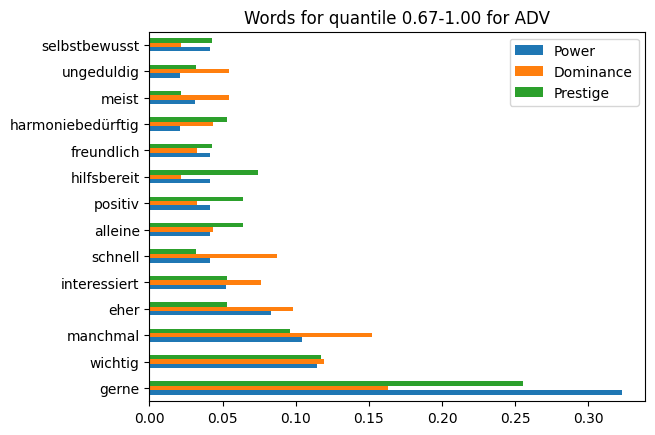 Words for quantile 0.67-1.00 for ADV
selbstbewusst
ungeduldig
meist
harmoniebedürftig
freundlich
hilfsbereit
positiv
alleine
schnell
interessiert
eher
manchmal
wichtig
gerne
Power
Dominance
Prestige
0.00 0.05 0.10 0.15 0.20 0.25 0.30